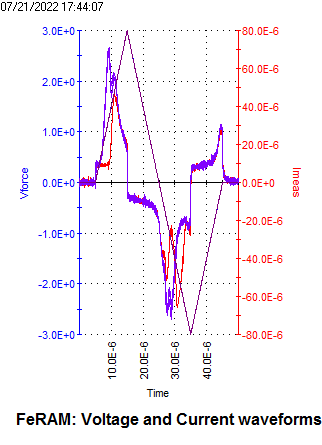 07/21/2022 17:44:07
3.0E+0
2.0E+0
1.0E+0
0.0E+0
-1.0E+0
-2.0E+0
-3.0E+0
Vforce
80.0E-6
60.0E-6
40.0E-6
20.0E-6
0.0E+0
-20.0E-6
-40.0E-6
-60.0E-6
-80.0E-6
Imeas
10.0E-6
20.0E-6
30.0E-6
40.0E-6
Time
FeRAM: Voltage and Current waveforms